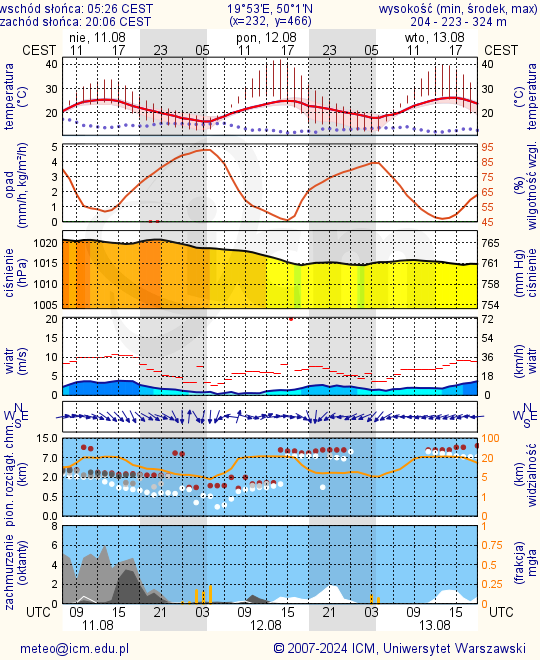 wschód słońca: 05:26 CEST 19°53'E, 50°1'N wysokość (min, środek, max)
zachód słońca: 20:06 CEST (x=232, y=466) 204 - 223 - 324 m
nie, 11.08 pon, 12.08 wto, 13.08
CEST 11 17 23 05 11 17 23 05 11 17 CEST
temperatura (°C) 40 30 20
40 30 20 (°C) temperatura
opad (mm/h, kg/m²/h) 5 4 3 2 1 0
95 85 75 65 55 45 (%) wilgotność wzgl.
ciśnienie (hPa) 1020 1015 1010 1005
765 761 758 754 (mm Hg) ciśnienie
wiatr (m/s) 20 15 10 5 0
72 54 36 18 0 (km/h) wiatr
N W E S
N W E S
pion. rozciągł. chm. (km) 15.0 7.0 2.0 0.5 0.0
100 20 5 1 0 (km) widzialność
zachmurzenie (oktanty) 8 6 4 2 0
1 0.75 0.5 0.25 0 (frakcja) mgła
UTC 09 15 21 03 09 15 21 03 09 15 UTC
11.08 12.08 13.08
meteo@icm.edu.pl © 2007-2024 ICM, Uniwersytet Warszawski